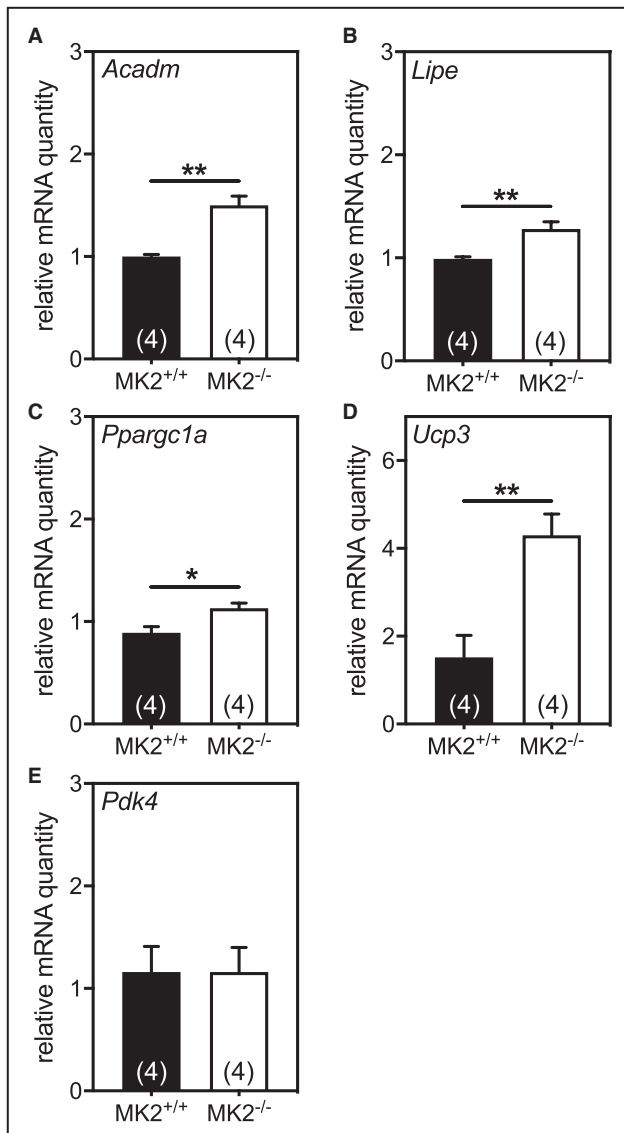 A
Acadm
relative mRNA quantity
3
2
1
0
**
(4) (4)
MK2+/+ MK2-/-
B
Lipe
relative mRNA quantity
3
2
1
0
**
(4) (4)
MK2+/+ MK2-/-
C
Ppargc1a
relative mRNA quantity
3
2
1
0
*
(4) (4)
MK2+/+ MK2-/-
D
Ucp3
relative mRNA quantity
6
4
2
0
**
(4) (4)
MK2+/+ MK2-/-
E
Pdk4
relative mRNA quantity
3
2
1
0
(4) (4)
MK2+/+ MK2-/-